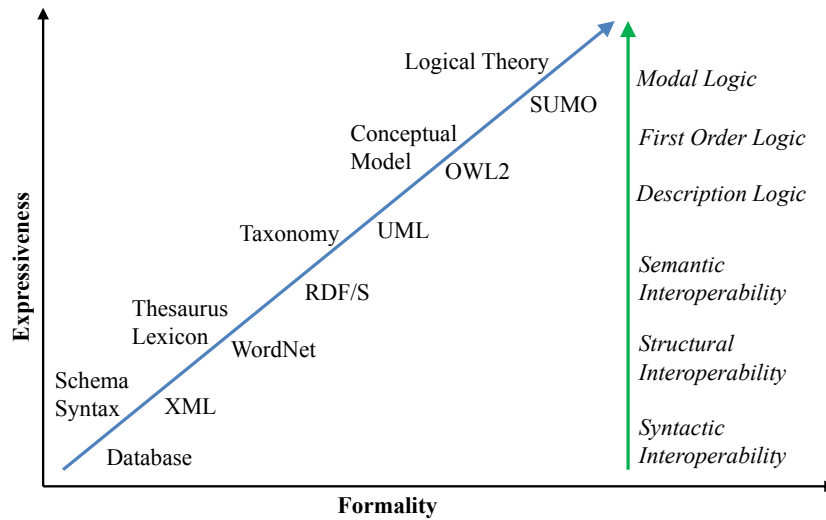 Logical Theory
SUMO
Conceptual
Model
OWL2
Taxonomy
UML
RDF/S
Thesaurus
Lexicon
WordNet
Schema
Syntax
XML
Database
Modal Logic
First Order Logic
Description Logic
Semantic
Interoperability
Structural
Interoperability
Syntactic
Interoperability
Expressiveness
Formality